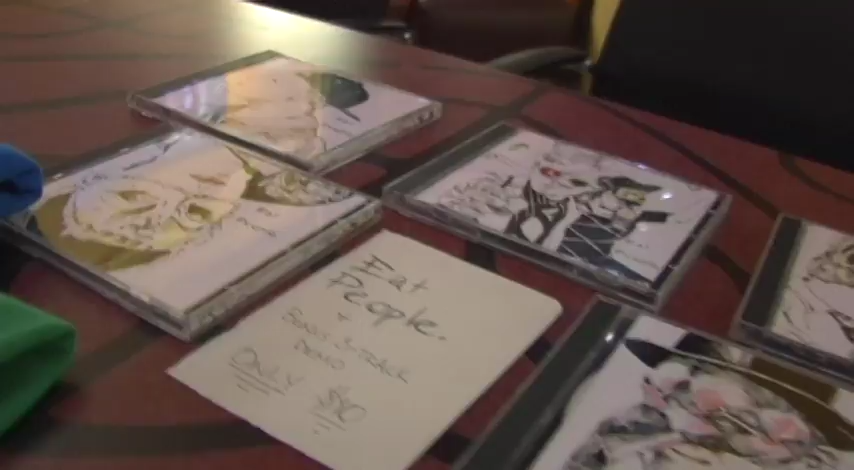 Eat
People.
+
BONUS 3 TRACK
DEMO
ONLY $10